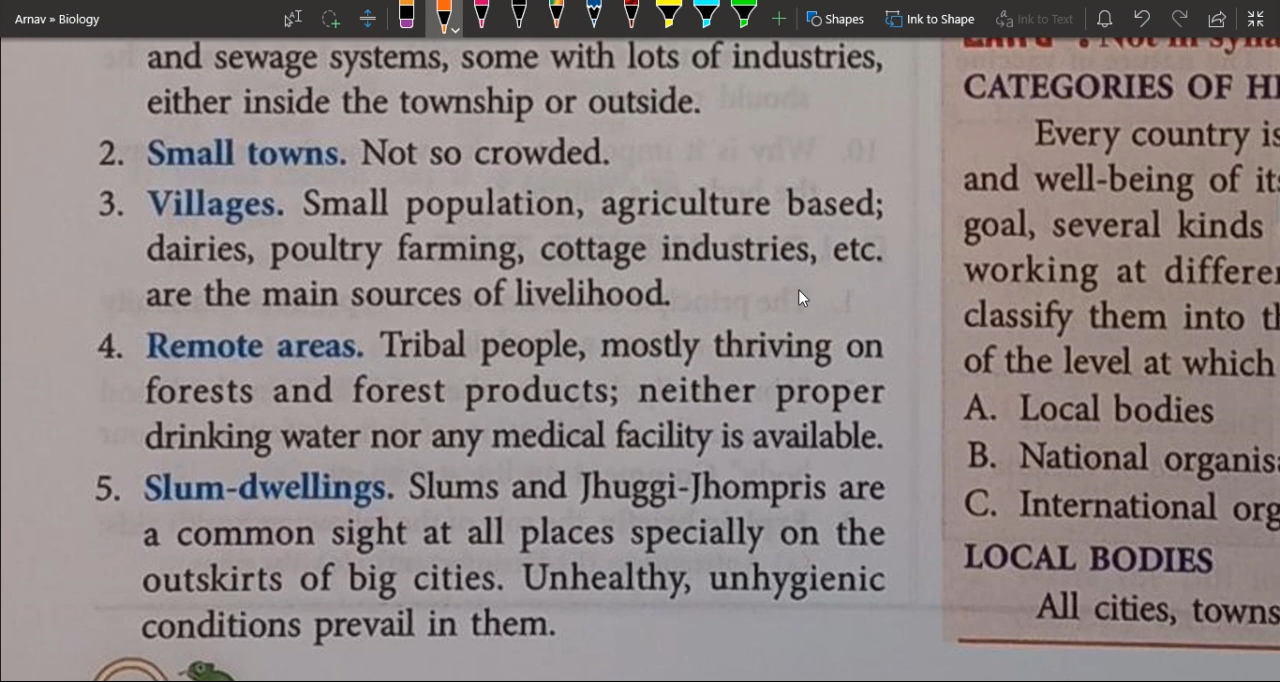 Arnav » Biology
Shapes
Ink to Shape
Ink to Text
and sewage systems, some with lots of industries,
either inside the township or outside.
2. Small towns. Not so crowded.
3. Villages. Small population, agriculture based;
dairies, poultry farming, cottage industries, etc.
are the main sources of livelihood.
4. Remote areas. Tribal people, mostly thriving on
forests and forest products; neither proper
drinking water nor any medical facility is available.
5. Slum-dwellings. Slums and Jhuggi-Jhompris are
a common sight at all places specially on the
outskirts of big cities. Unhealthy, unhygienic
conditions prevail in them.
CATEGORIES OF
Every country is
and well-being of
goal, several kinds
working at
classify them into
of the level at which
A. Local bodies
B. National
C. International
LOCAL BODIES
All cities, towns